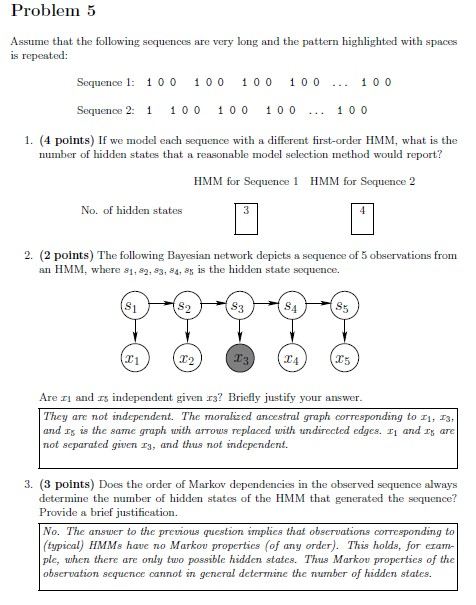 Problem 5
Assume that the following sequences are very long and the pattern highlighted with spaces
is repeated:
Sequence 1: 1 0 0 1 0 0 1 0 0 1 0 0 ... 1 0 0
Sequence 2: 1 1 0 0 1 0 0 1 0 0 ... 1 0 0
1. (4 points) If we model each sequence with a different first-order HMM, what is the
number of hidden states that a reasonable model selection method would report?
HMM for Sequence 1 HMM for Sequence 2
No. of hidden states 3 4
2. (2 points) The following Bayesian network depicts a sequence of 5 observations from
an HMM, where s1, s2, s3, s4, s5 is the hidden state sequence.
s1 s2 s3 s4 s5
x1 x2 x3 x4 x5
Are x1 and x5 independent given x3? Briefly justify your answer.
They are not independent. The moralized ancestral graph corresponding to x1, x3,
and x5 is the same graph with arrows replaced with undirected edges. x1 and x5 are
not separated given x3, and thus not independent.
3. (3 points) Does the order of Markov dependencies in the observed sequence always
determine the number of hidden states of the HMM that generated the sequence?
Provide a brief justification.
No. The answer to the previous question implies that observations corresponding to
(typical) HMMs have no Markov properties (of any order). This holds, for exam-
ple, when there are only two possible hidden states. Thus Markov properties of the
observation sequence cannot in general determine the number of hidden states.